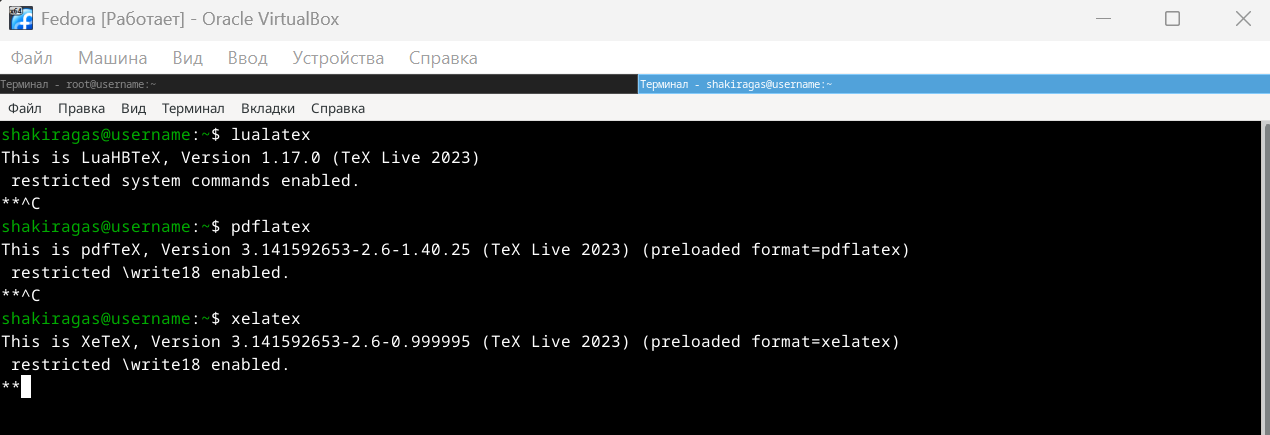 Fedora [Работает] - Oracle VirtualBox
Файл Машина Вид Ввод Устройства Справка
Терминал - root@username:~ Терминал - shakiragas@username:~
Файл Правка Вид Терминал Вкладки Справка
shakiragas@username:~$ lualatex
This is LuaHBTeX, Version 1.17.0 (TeX Live 2023)
 restricted system commands enabled.
**^C
shakiragas@username:~$ pdflatex
This is pdfTeX, Version 3.141592653-2.6-1.40.25 (TeX Live 2023) (preloaded format=pdflatex)
 restricted \write18 enabled.
**^C
shakiragas@username:~$ xelatex
This is XeTeX, Version 3.141592653-2.6-0.999995 (TeX Live 2023) (preloaded format=xelatex)
 restricted \write18 enabled.
**